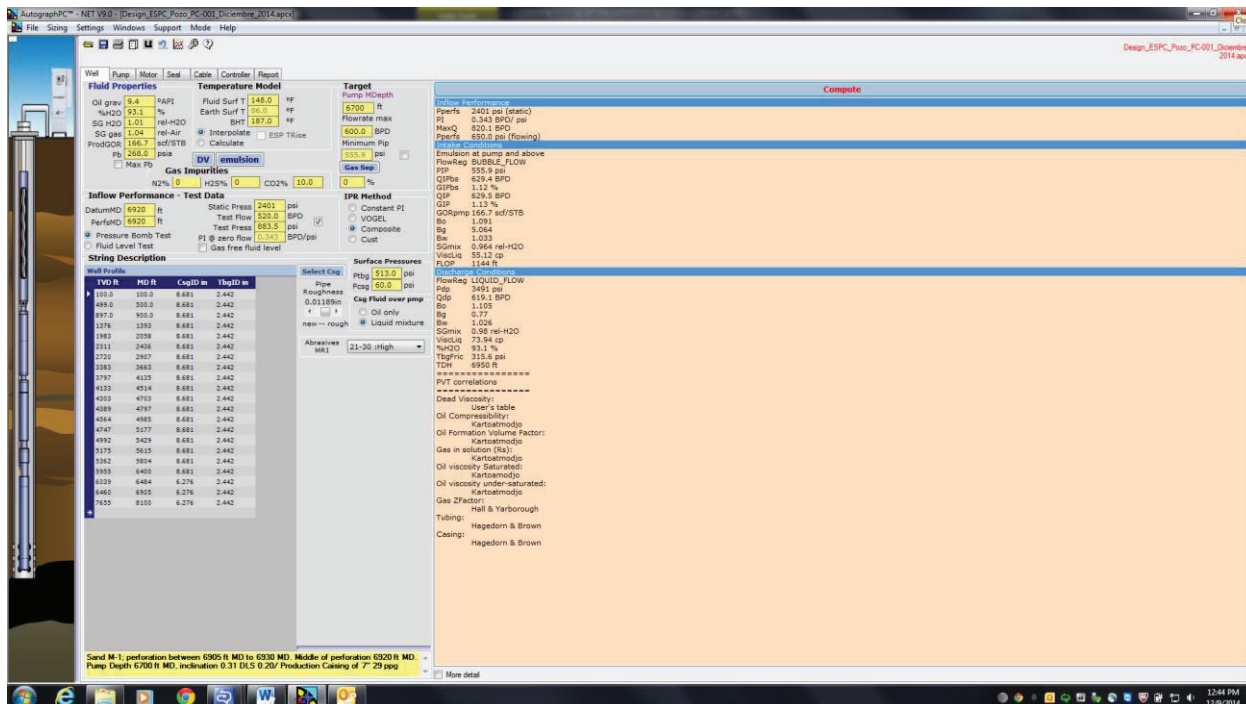 AutographPC™ - NET V9.0 - [Design_ESPC_Pozo_PC-001_Diciembre_2014.apcx]
File Sizing Settings Windows Support Mode Help
Design_ESPC_Pozo_PC-001_Diciembre_
2014.apc
Well Pump Motor Seal Cable Controller Report
Fluid Properties
Oil grav 9.4 ºAPI
%H2O 93.1 %
SG H2O 1.01 rel-H2O
SG gas 1.04 rel-Air
ProdGOR 166.7 scf/STB
Pb 268.0 psia
Max Pb
Temperature Model
Fluid Surf T 148.0 ºF
Earth Surf T 86.0 ºF
BHT 187.0 ºF
Interpolate ESP TRise
Calculate
DV emulsion
Target
Pump MDepth
6700 ft
Flowrate max
600.0 BPD
Minimum Pip
555.9 psi
Gas Sep
0 %
Gas Impurities
N2% 0 H2S% 0 CO2% 10.0
Inflow Performance - Test Data
DatumMD 6920 ft
PerfsMD 6920 ft
Pressure Bomb Test
Fluid Level Test
Static Press 2401 psi
Test Flow 520.0 BPD
Test Press 883.5 psi
PI @ zero flow 0.343 BPD/psi
Gas free fluid level
IPR Method
Constant PI
VOGEL
Composite
Cust
String Description
Well Profile
TVD ft MD ft CsgID in TbgID in
100.0 100.0 8.681 2.442
499.0 500.0 8.681 2.442
897.0 900.0 8.681 2.442
1376 1393 8.681 2.442
1983 2058 8.681 2.442
2311 2436 8.681 2.442
2720 2907 8.681 2.442
3383 3663 8.681 2.442
3797 4135 8.681 2.442
4133 4514 8.681 2.442
4303 4703 8.681 2.442
4389 4797 8.681 2.442
4564 4985 8.681 2.442
4747 5177 8.681 2.442
4992 5429 8.681 2.442
5175 5615 8.681 2.442
5362 5804 8.681 2.442
5955 6400 8.681 2.442
6039 6484 6.276 2.442
6460 6905 6.276 2.442
7655 8100 6.276 2.442
Select Csg
Pipe
Roughness
0.01189in
new -- rough
Surface Pressures
Ptbg 513.0 psi
Pcsg 60.0 psi
Csg Fluid over pmp
Oil only
Liquid mixture
Abrasives
MRI
21-30 :High
Sand M-1; perforation between 6905 ft MD to 6930 MD. Middle of perforation 6920 ft MD.
Pump Depth 6700 ft MD, inclination 0.31 DLS 0.20/ Production Caising of 7" 29 ppg
Compute
Inflow Performance
Pperfs 2401 psi (static)
PI 0.343 BPD/ psi
MaxQ 820.1 BPD
Pperfs 650.0 psi (flowing)
Intake Conditions
Emulsion at pump and above
FlowReg BUBBLE_FLOW
PIP 555.9 psi
QIPbs 629.4 BPD
GIPbs 1.12 %
QIP 629.5 BPD
GIP 1.13 %
GORpmp 166.7 scf/STB
Bo 1.091
Bg 5.064
Bw 1.033
SGmix 0.964 rel-H2O
ViscLiq 55.12 cp
FLOP 1144 ft
Discharge Conditions
FlowReg LIQUID_FLOW
Pdp 3491 psi
Qdp 619.1 BPD
Bo 1.105
Bg 0.77
Bw 1.026
SGmix 0.98 rel-H2O
ViscLiq 73.94 cp
%H2O 93.1 %
TbgFric 315.6 psi
TDH 6950 ft
================
PVT correlations
================
Dead Viscosity:
User's table
Oil Compressibility:
Kartoatmodjo
Oil Formation Volume Factor:
Kartoatmodjo
Gas in solution (Rs):
Kartoatmodjo
Oil viscosity Saturated:
Kartoamodjo
Oil viscosity under-saturated:
Kartoatmodjo
Gas ZFactor:
Hall & Yarborough
Tubing:
Hagedorn & Brown
Casing:
Hagedorn & Brown
More detail
12:44 PM
12/9/2014